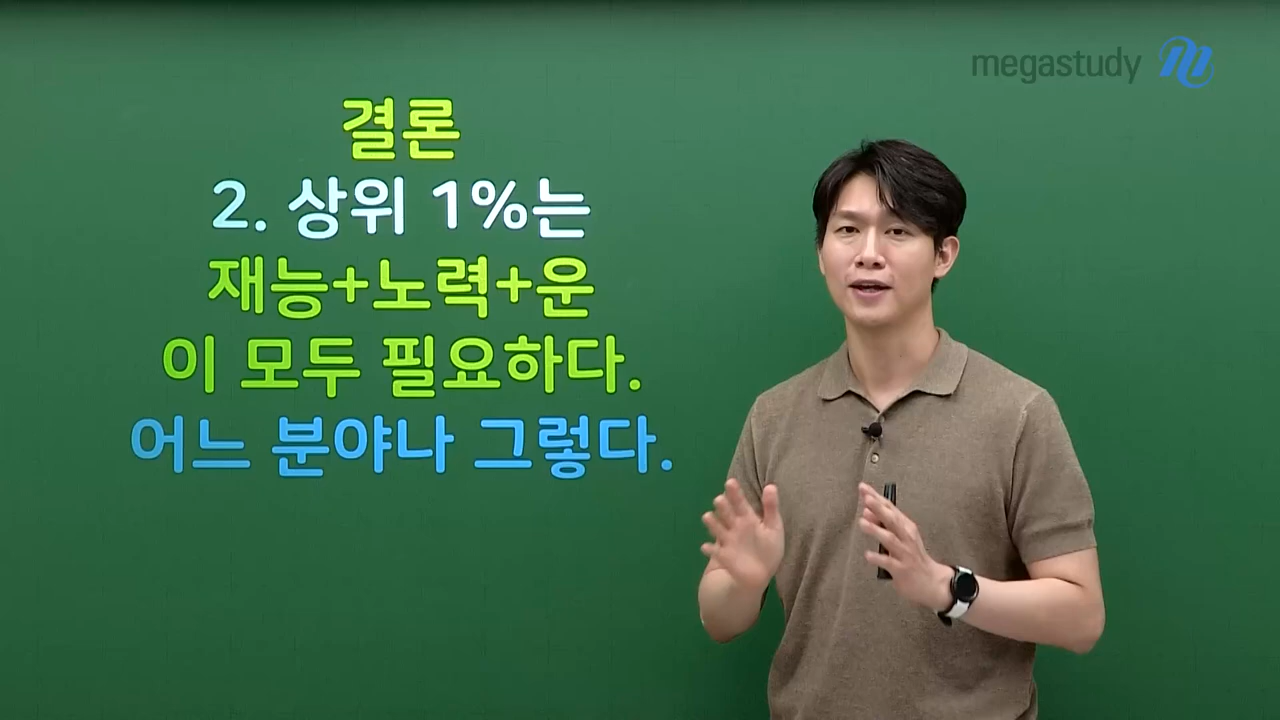 megastudy
결론
2. 상위 1%는
재능+노력+운
이 모두 필요하다.
어느 분야나 그렇다.